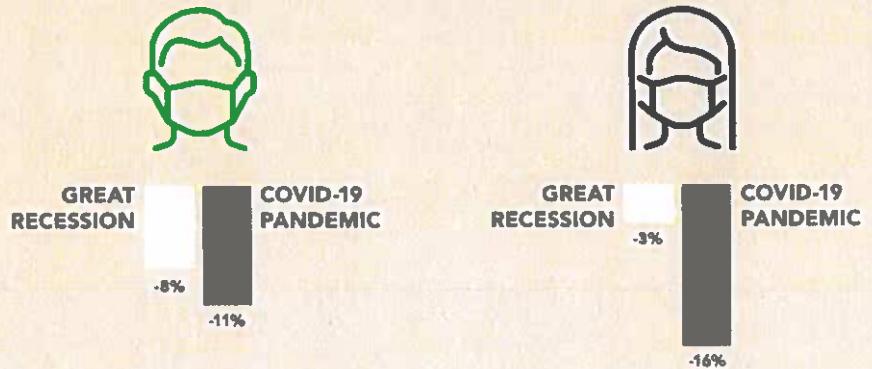 GREAT
RECESSION
COVID-19
PANDEMIC
-8%
-11%
GREAT
RECESSION
COVID-19
PANDEMIC
-3%
-16%